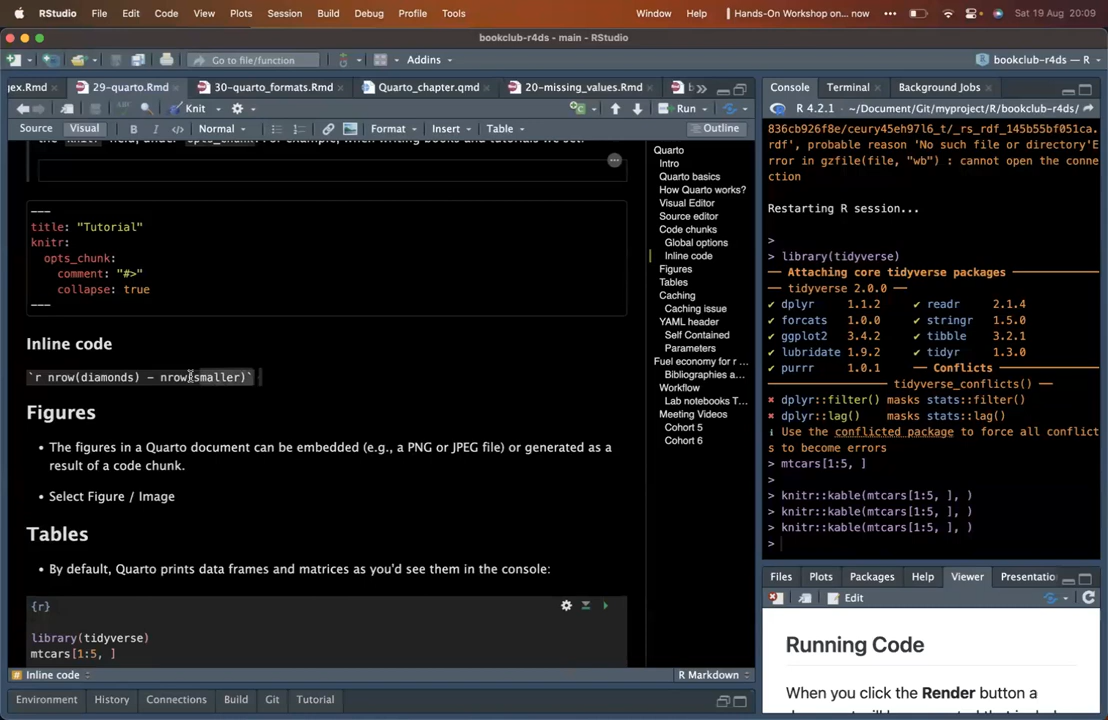 RStudio File Edit Code View Plots Session Build Debug Profile Tools Window Help Hands-On Workshop on... now Sat 19 Aug 20:09
bookclub-r4ds - main - RStudio
Go to file/function Addins bookclub-r4ds — R
gex.Rmd 29-quarto.Rmd 30-quarto_formats.Rmd Quarto_chapter.qmd 20-missing_values.Rmd b
Knit Run
Source Visual B I Normal Format Insert Table Outline
---
title: "Tutorial"
knitr:
opts_chunk:
comment: "#>"
collapse: true
---
Inline code
`r nrow(diamonds) - nrow(smaller)`
Figures
• The figures in a Quarto document can be embedded (e.g., a PNG or JPEG file) or generated as a
result of a code chunk.
• Select Figure / Image
Tables
• By default, Quarto prints data frames and matrices as you'd see them in the console:
{r}
library(tidyverse)
mtcars[1:5, ]
# Inline code R Markdown
Quarto
Intro
Quarto basics
How Quarto works?
Visual Editor
Source editor
Code chunks
Global options
Inline code
Figures
Tables
Caching
Caching issue
YAML header
Self Contained
Parameters
Fuel economy for r ...
Bibliographies a...
Workflow
Lab notebooks T...
Meeting Videos
Cohort 5
Cohort 6
Environment History Connections Build Git Tutorial
Console Terminal Background Jobs
R 4.2.1 · ~/Document/Git/myproject/R/bookclub-r4ds/
836cb926f8e/ceury45eh97l6_t/_rs_rdf_145b55bf051ca.
rdf', probable reason 'No such file or directory'E
rror in gzfile(file, "wb") : cannot open the conne
ction
Restarting R session...
>
> library(tidyverse)
── Attaching core tidyverse packages ──────
── tidyverse 2.0.0 ──
✔ dplyr 1.1.2 ✔ readr 2.1.4
✔ forcats 1.0.0 ✔ stringr 1.5.0
✔ ggplot2 3.4.2 ✔ tibble 3.2.1
✔ lubridate 1.9.2 ✔ tidyr 1.3.0
✔ purrr 1.0.1 ── Conflicts
────── tidyverse_conflicts() ──
✖ dplyr::filter() masks stats::filter()
✖ dplyr::lag() masks stats::lag()
ℹ Use the conflicted package to force all conflict
s to become errors
> mtcars[1:5, ]
>
> knitr::kable(mtcars[1:5, ], )
> knitr::kable(mtcars[1:5, ], )
> knitr::kable(mtcars[1:5, ], )
>
Files Plots Packages Help Viewer Presentatio
Edit
Running Code
When you click the Render button a